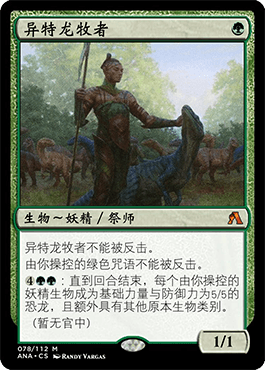 异特龙牧者
生物～妖精／祭师
异特龙牧者不能被反击。
由你操控的绿色咒语不能被反击。
4：直到回合结束，每个由你操控的
妖精生物成为基础力量与防御力为5/5的
恐龙，且额外具有其他原本生物类别。
（暂无官中）
078/112 M
ANA • CS RANDY VARGAS
1/1